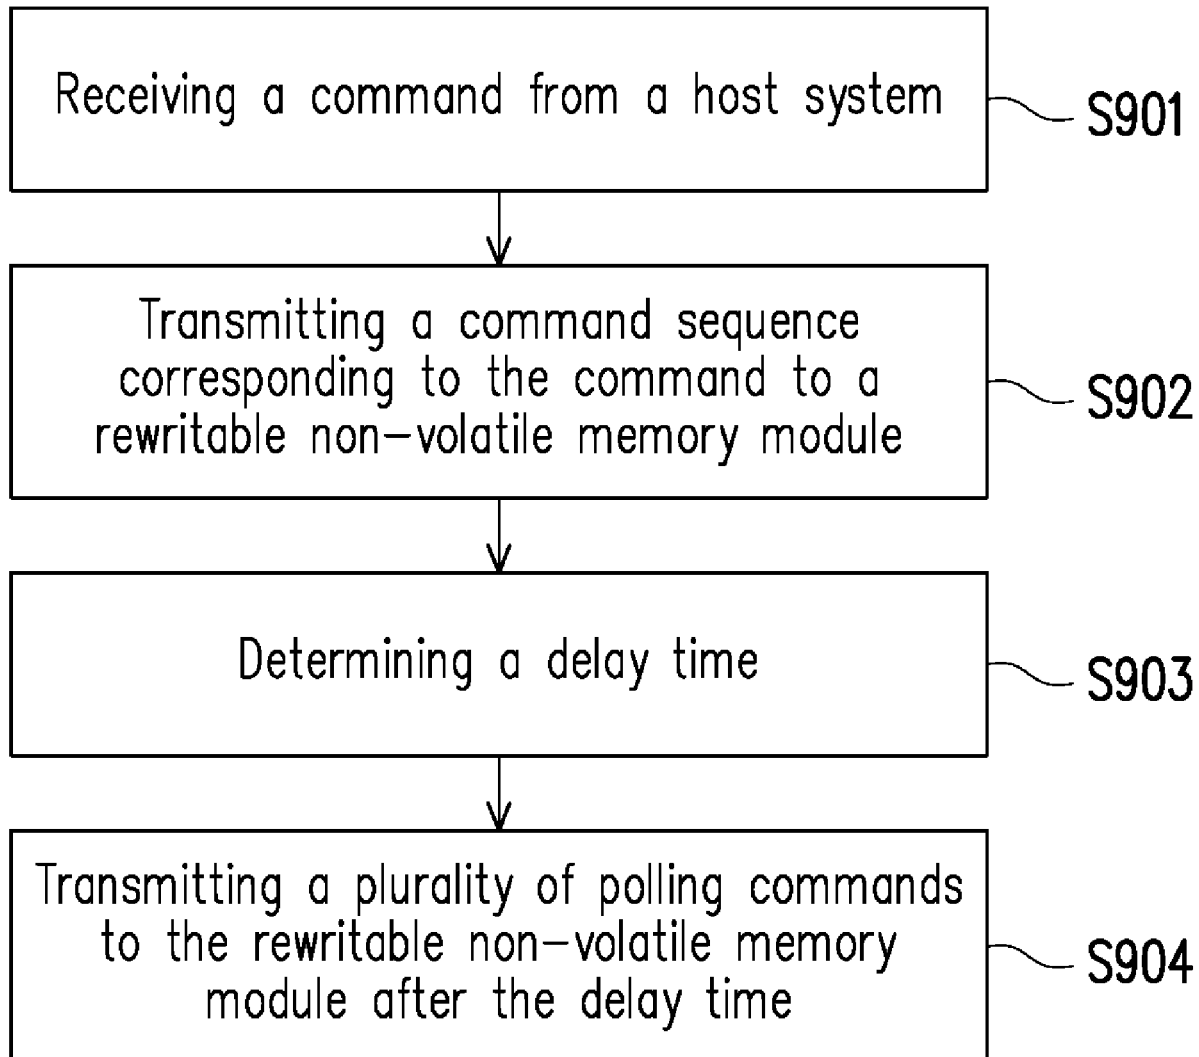 Receiving a command from a host system
S901
Transmitting a command sequence
corresponding to the command to a
rewritable non-volatile memory module
S902
Determining a delay time
S903
Transmitting a plurality of polling commands
to the rewritable non-volatile memory
module after the delay time
S904